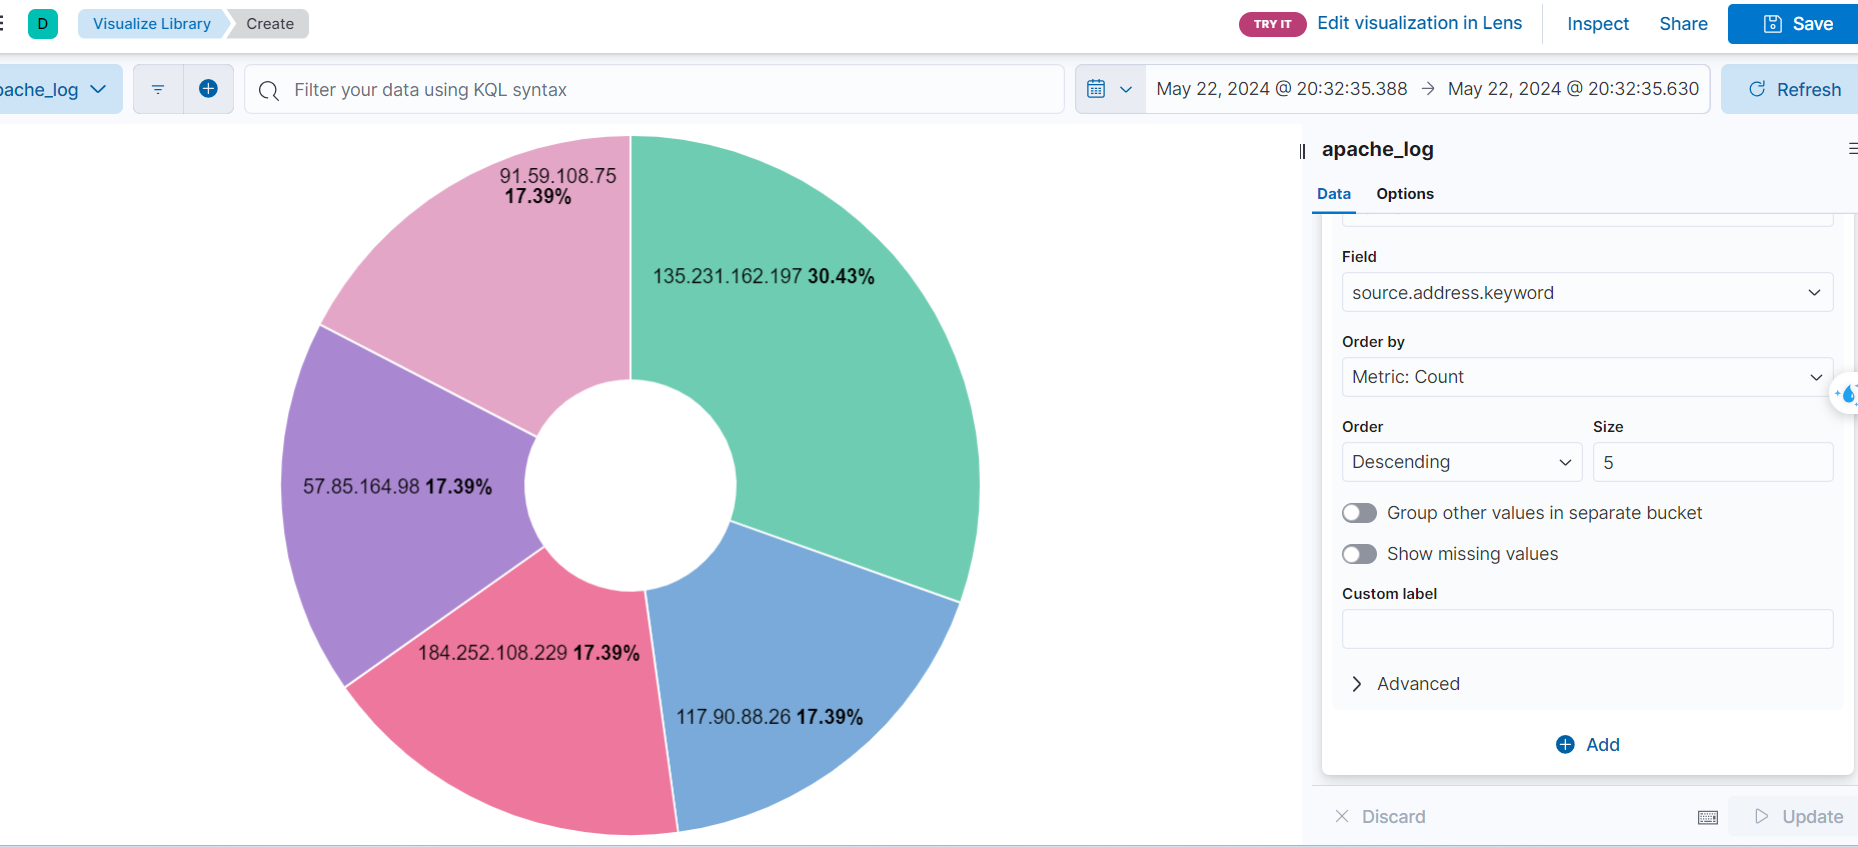 D
Visualize Library
Create
TRY IT
Edit visualization in Lens
Inspect
Share
Save
pache_log
Filter your data using KQL syntax
May 22, 2024 @ 20:32:35.388 → May 22, 2024 @ 20:32:35.630
Refresh
91.59.108.75
17.39%
135.231.162.197 30.43%
57.85.164.98 17.39%
184.252.108.229 17.39%
117.90.88.26 17.39%
apache_log
Data
Options
Field
source.address.keyword
Order by
Metric: Count
Order
Size
Descending
5
Group other values in separate bucket
Show missing values
Custom label
Advanced
Add
Discard
Update